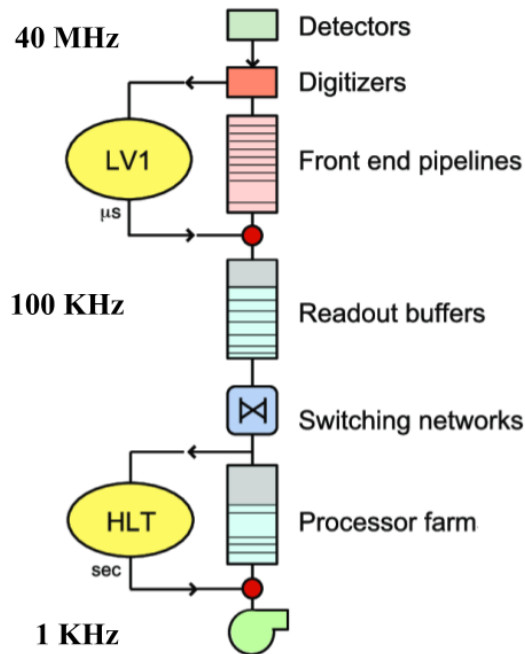 40 MHz
Detectors
Digitizers
LV1
Front end pipelines
μs
100 KHz
Readout buffers
Switching networks
HLT
Processor farm
sec
1 KHz